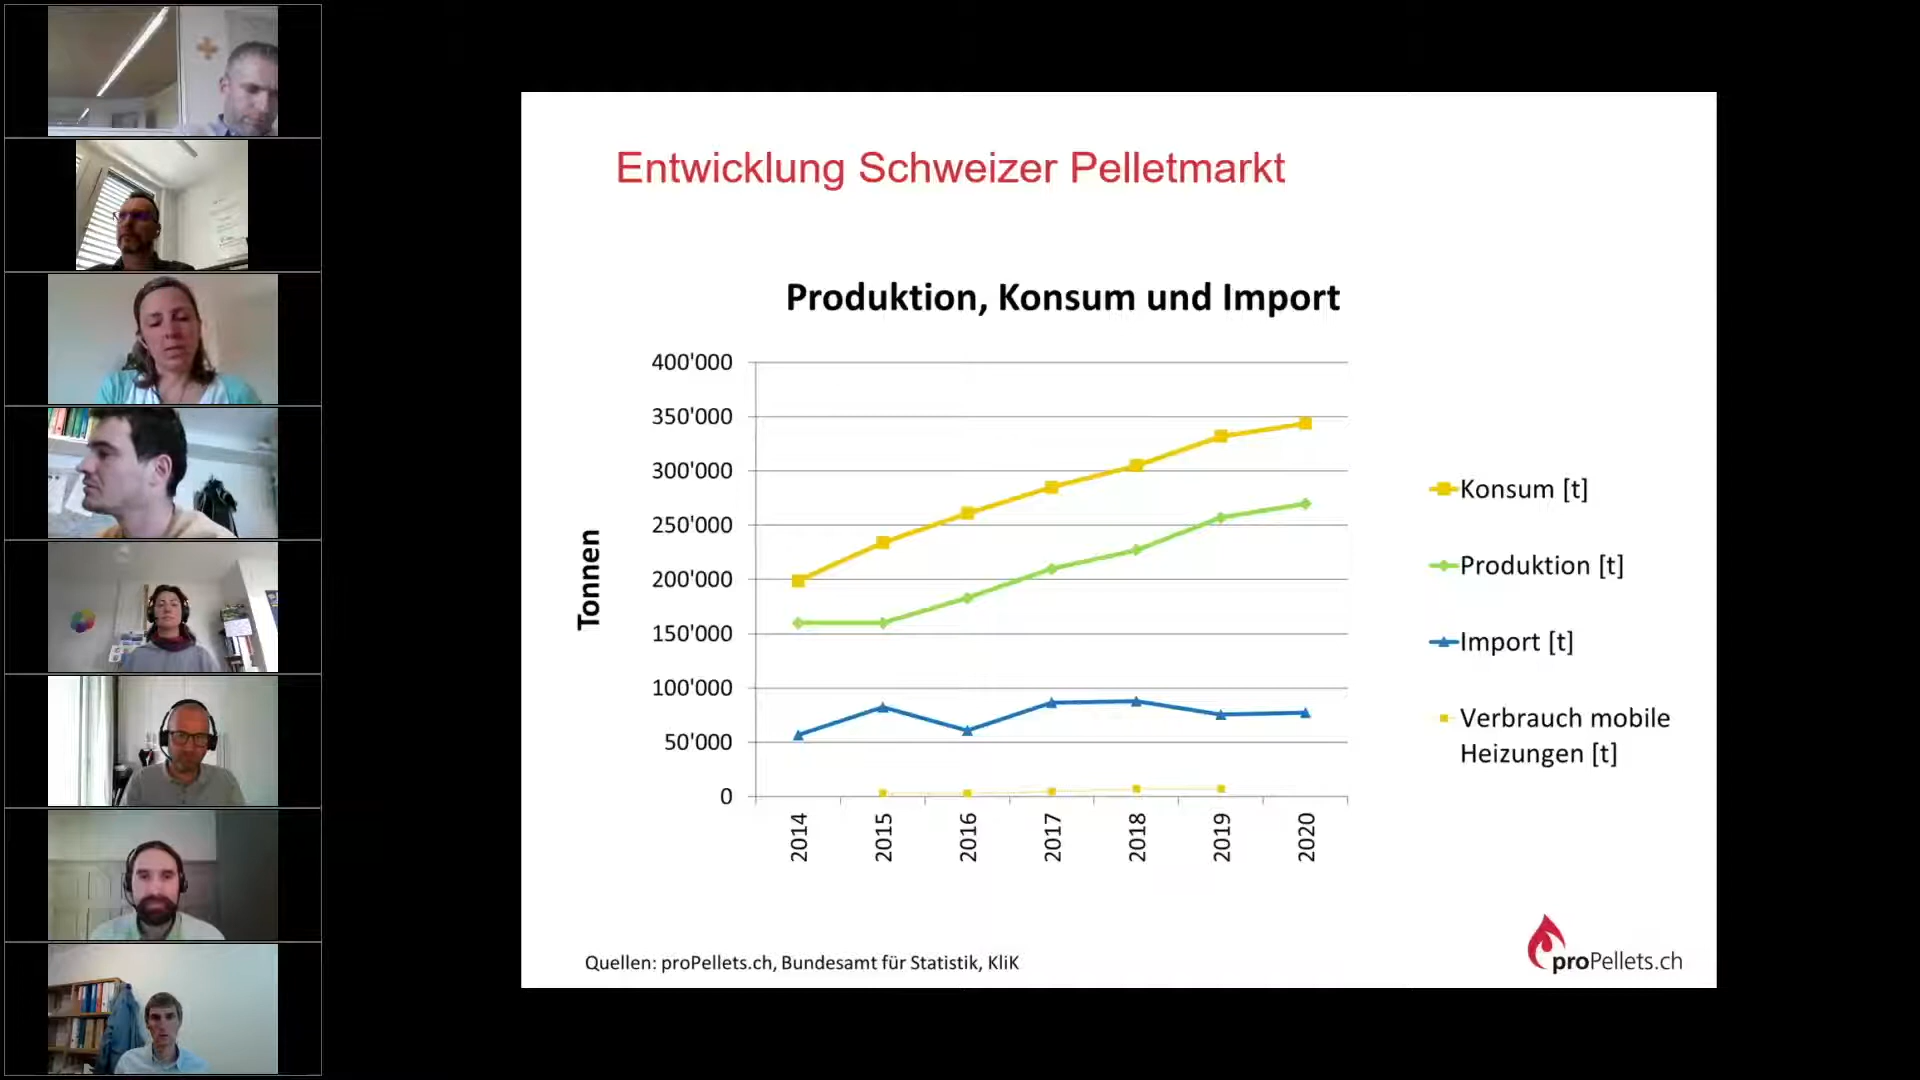 Entwicklung Schweizer Pelletmarkt
Produktion, Konsum und Import
Tonnen
400'000
350'000
300'000
250'000
200'000
150'000
100'000
50'000
0
2014
2015
2016
2017
2018
2019
2020
Konsum [t]
Produktion [t]
Import [t]
Verbrauch mobile
Heizungen [t]
Quellen: proPellets.ch, Bundesamt für Statistik, KliK
proPellets.ch